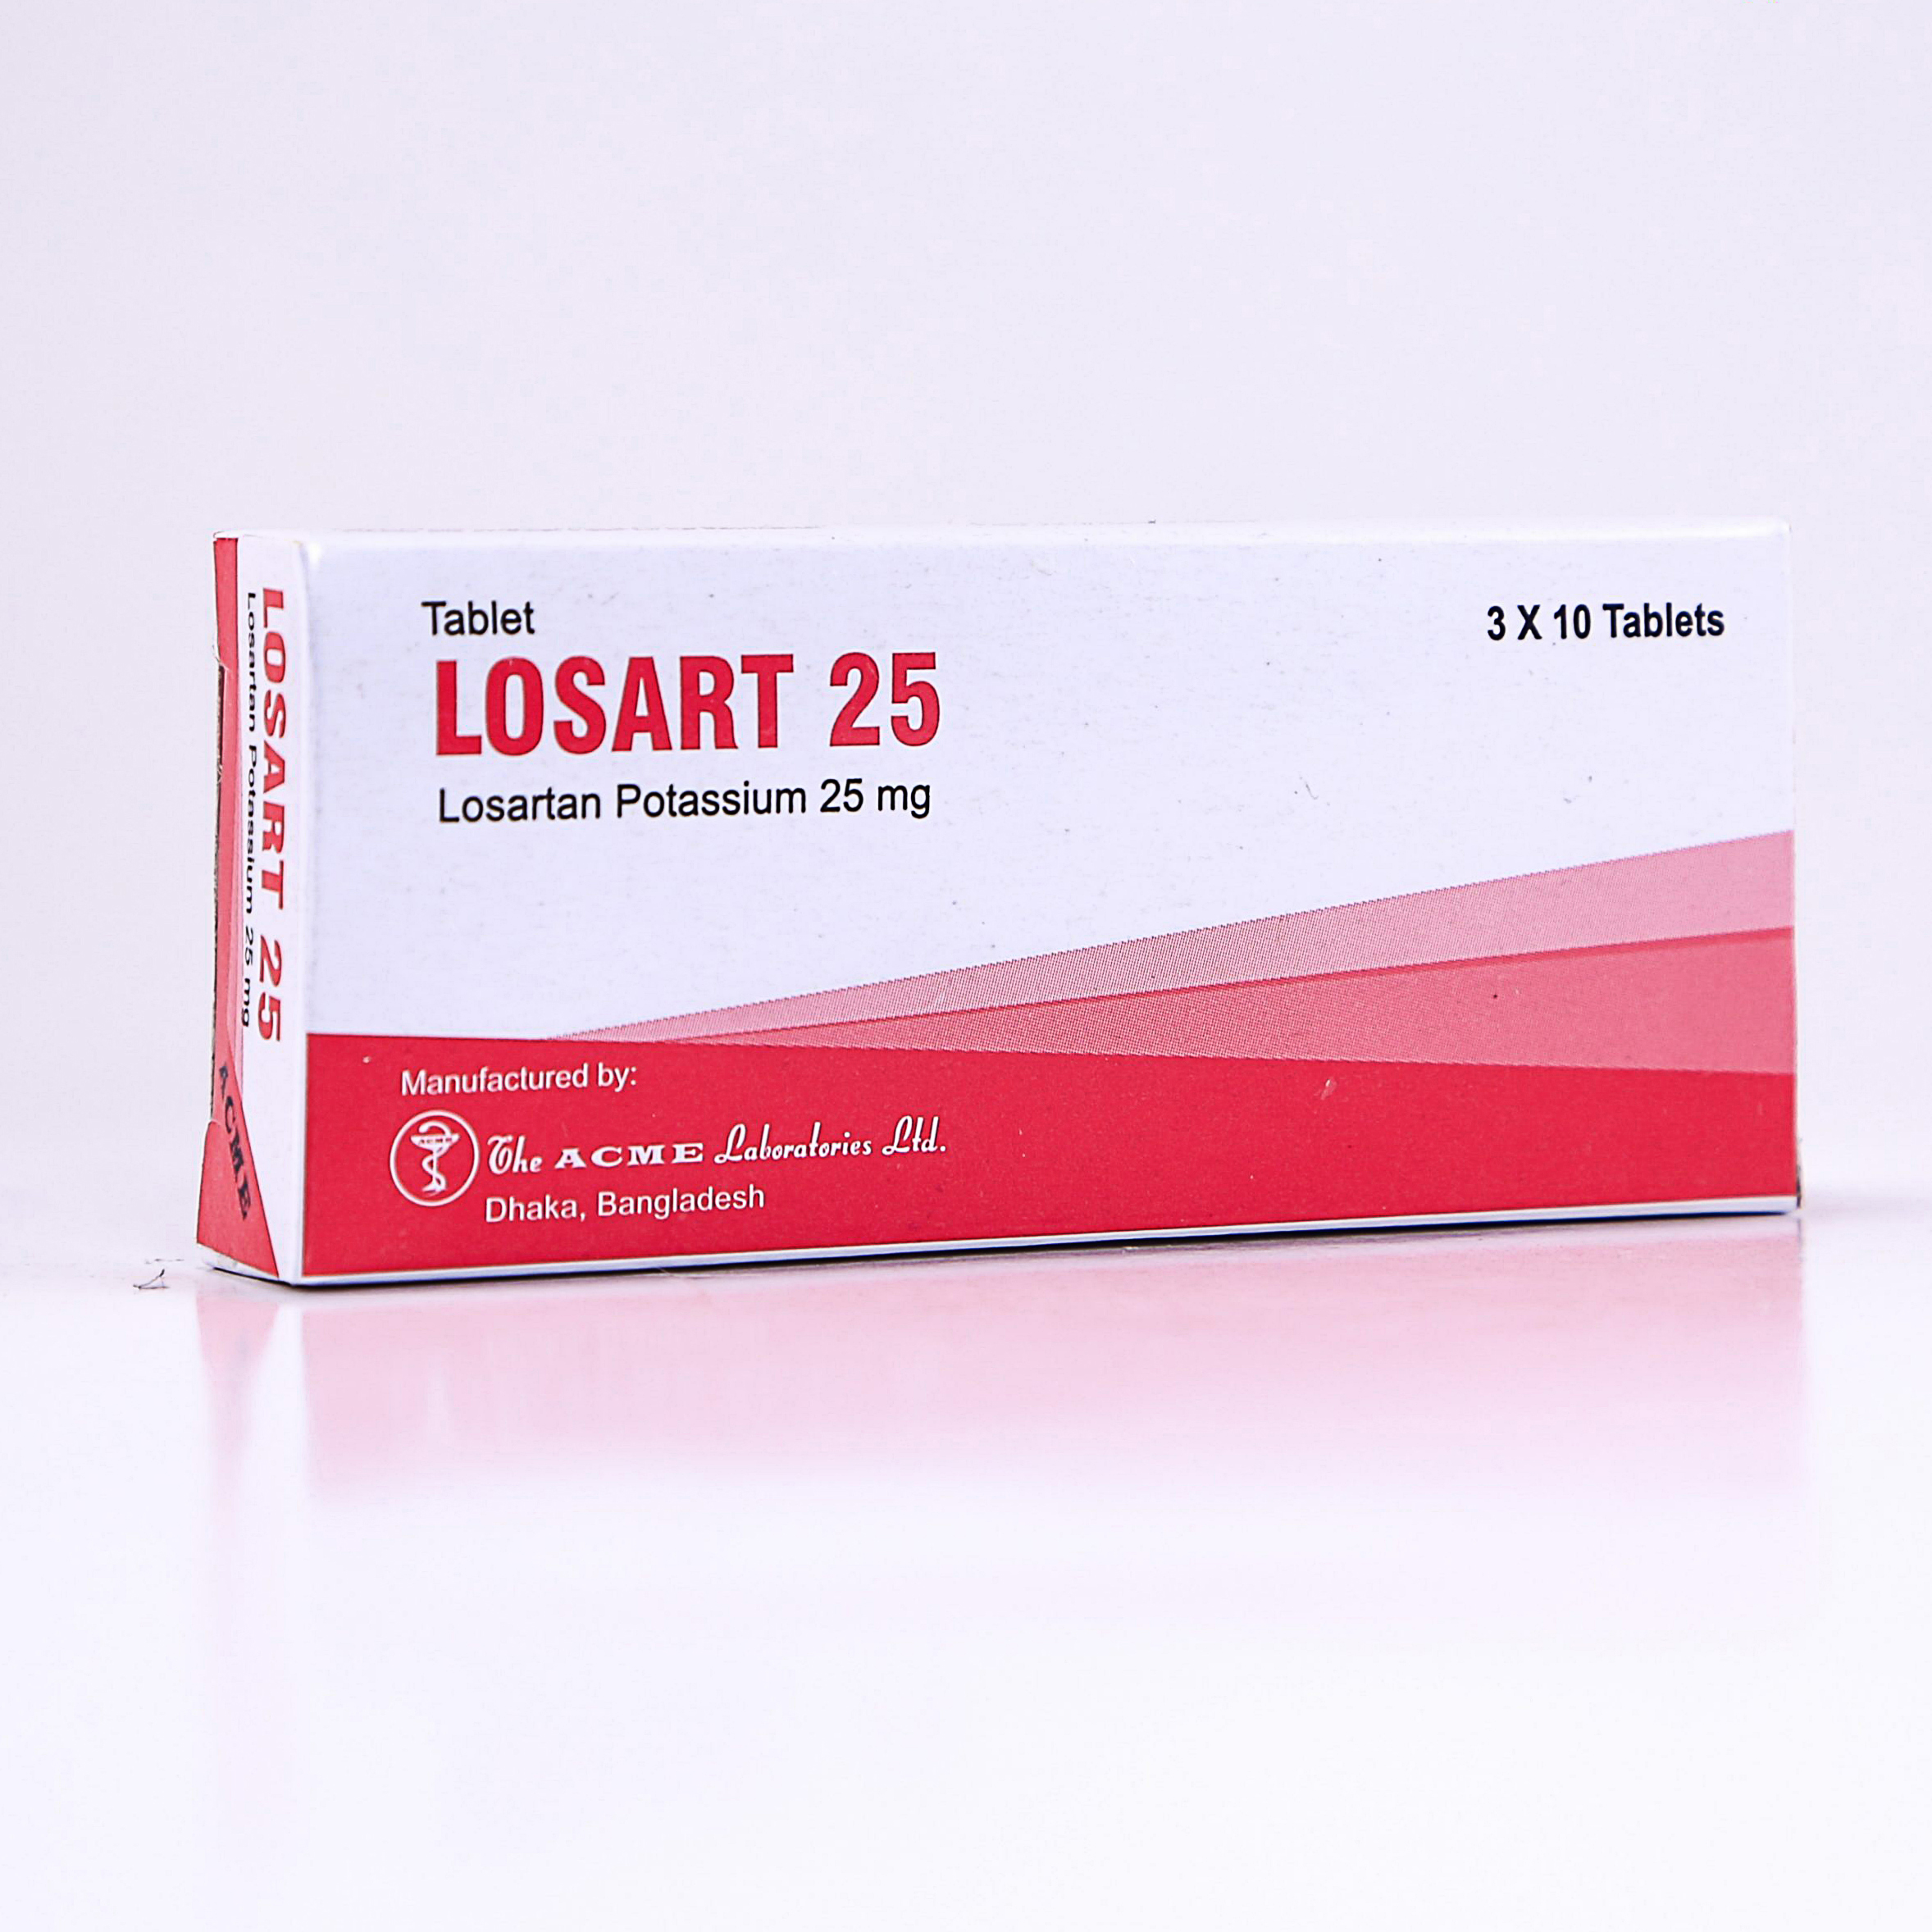 Tablet
LOSART 25
Losartan Potassium 25 mg
3 X 10 Tablets
Manufactured by:
ACME
The ACME Laboratories Ltd.
Dhaka, Bangladesh
LOSART 25
Losartan Potassium 25 mg
ACME